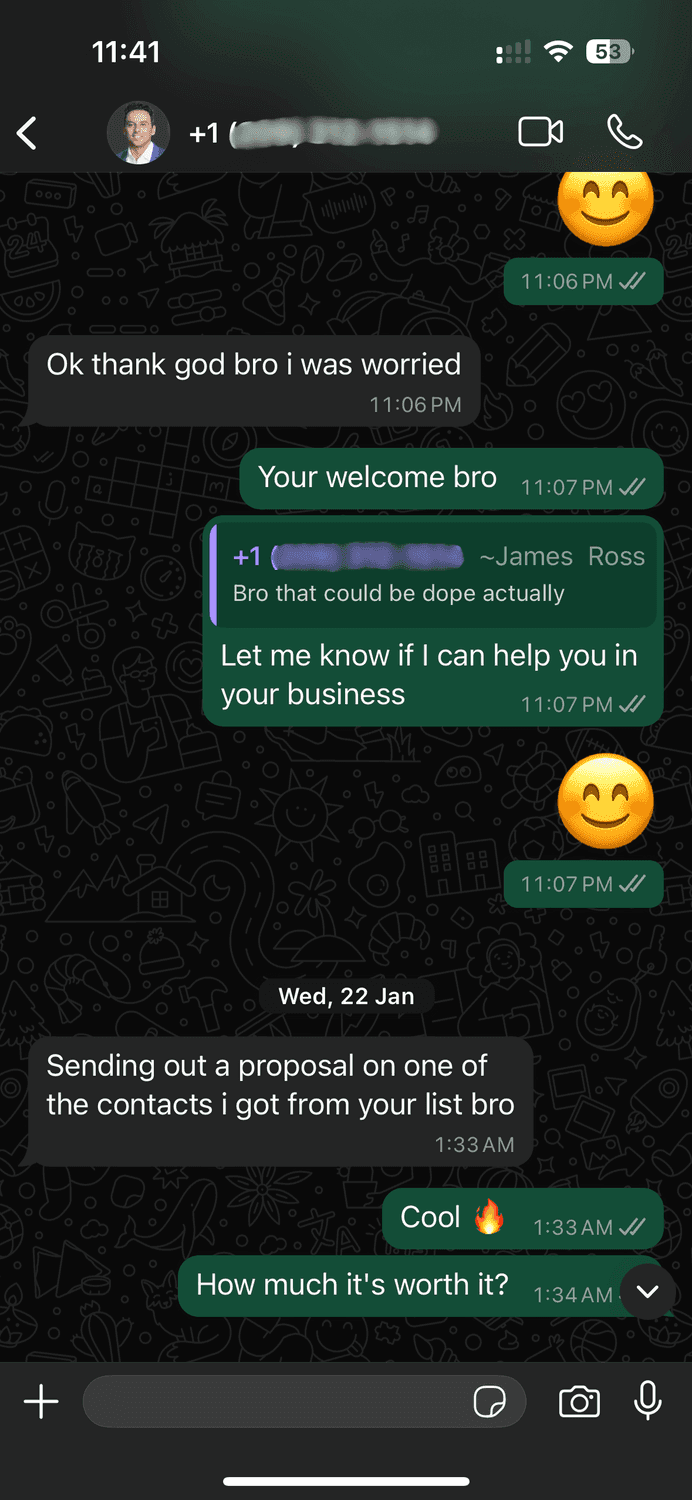 11:41
53
+1 (
11:06 PM
Ok thank god bro i was worried
11:06 PM
Your welcome bro
11:07 PM
+1
~James Ross
Bro that could be dope actually
Let me know if I can help you in
your business
11:07 PM
11:07 PM
Wed, 22 Jan
Sending out a proposal on one of
the contacts i got from your list bro
1:33 AM
Cool 🔥
1:33 AM
How much it's worth it?
1:34 AM